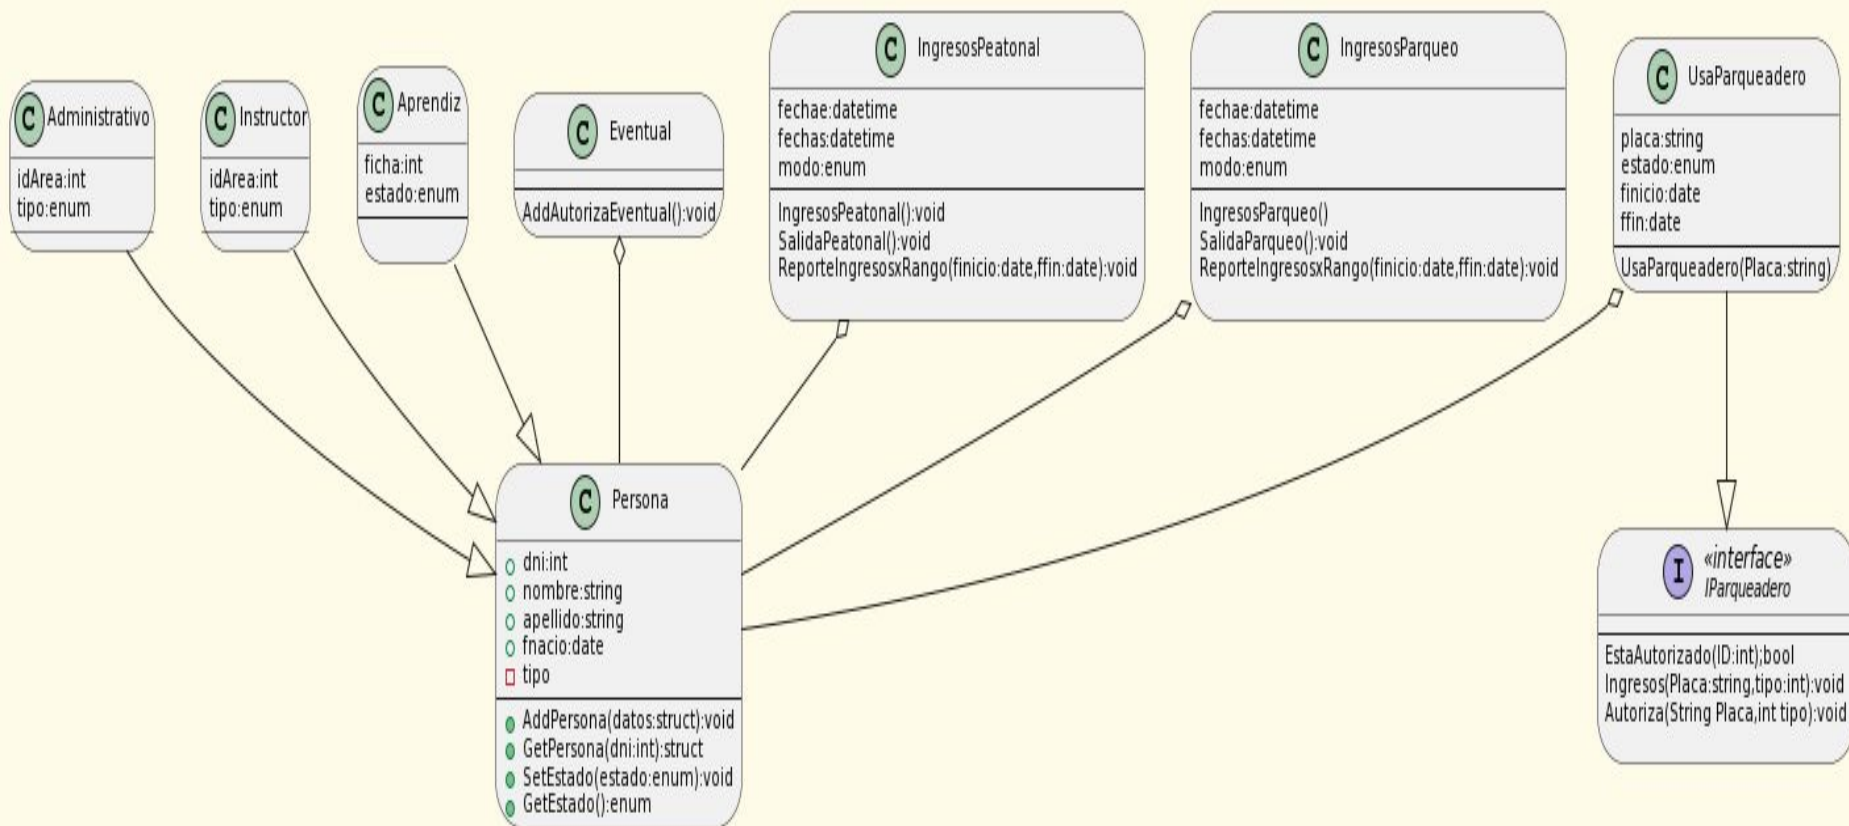 C Administrativo
idArea:int
tipo:enum
C Instructor
idArea:int
tipo:enum
C Aprendiz
ficha:int
estado:enum
C Eventual
AddAutorizaEventual():void
C IngresosPeatonal
fechae:datetime
fechas:datetime
modo:enum
IngresosPeatonal():void
SalidaPeatonal():void
ReporteIngresosxRango(finicio:date,ffin:date):void
C IngresosParqueo
fechae:datetime
fechas:datetime
modo:enum
IngresosParqueo()
SalidaParqueo():void
ReporteIngresosxRango(finicio:date,ffin:date):void
C UsaParqueadero
placa:string
estado:enum
finicio:date
ffin:date
UsaParqueadero(Placa:string)
C Persona
dni:int
nombre:string
apellido:string
fnacio:date
tipo
AddPersona(datos:struct):void
GetPersona(dni:int):struct
SetEstado(estado:enum):void
GetEstado():enum
I «interface»
IParqueadero
EstaAutorizado(ID:int);bool
Ingresos(Placa:string,tipo:int):void
Autoriza(String Placa,int tipo):void